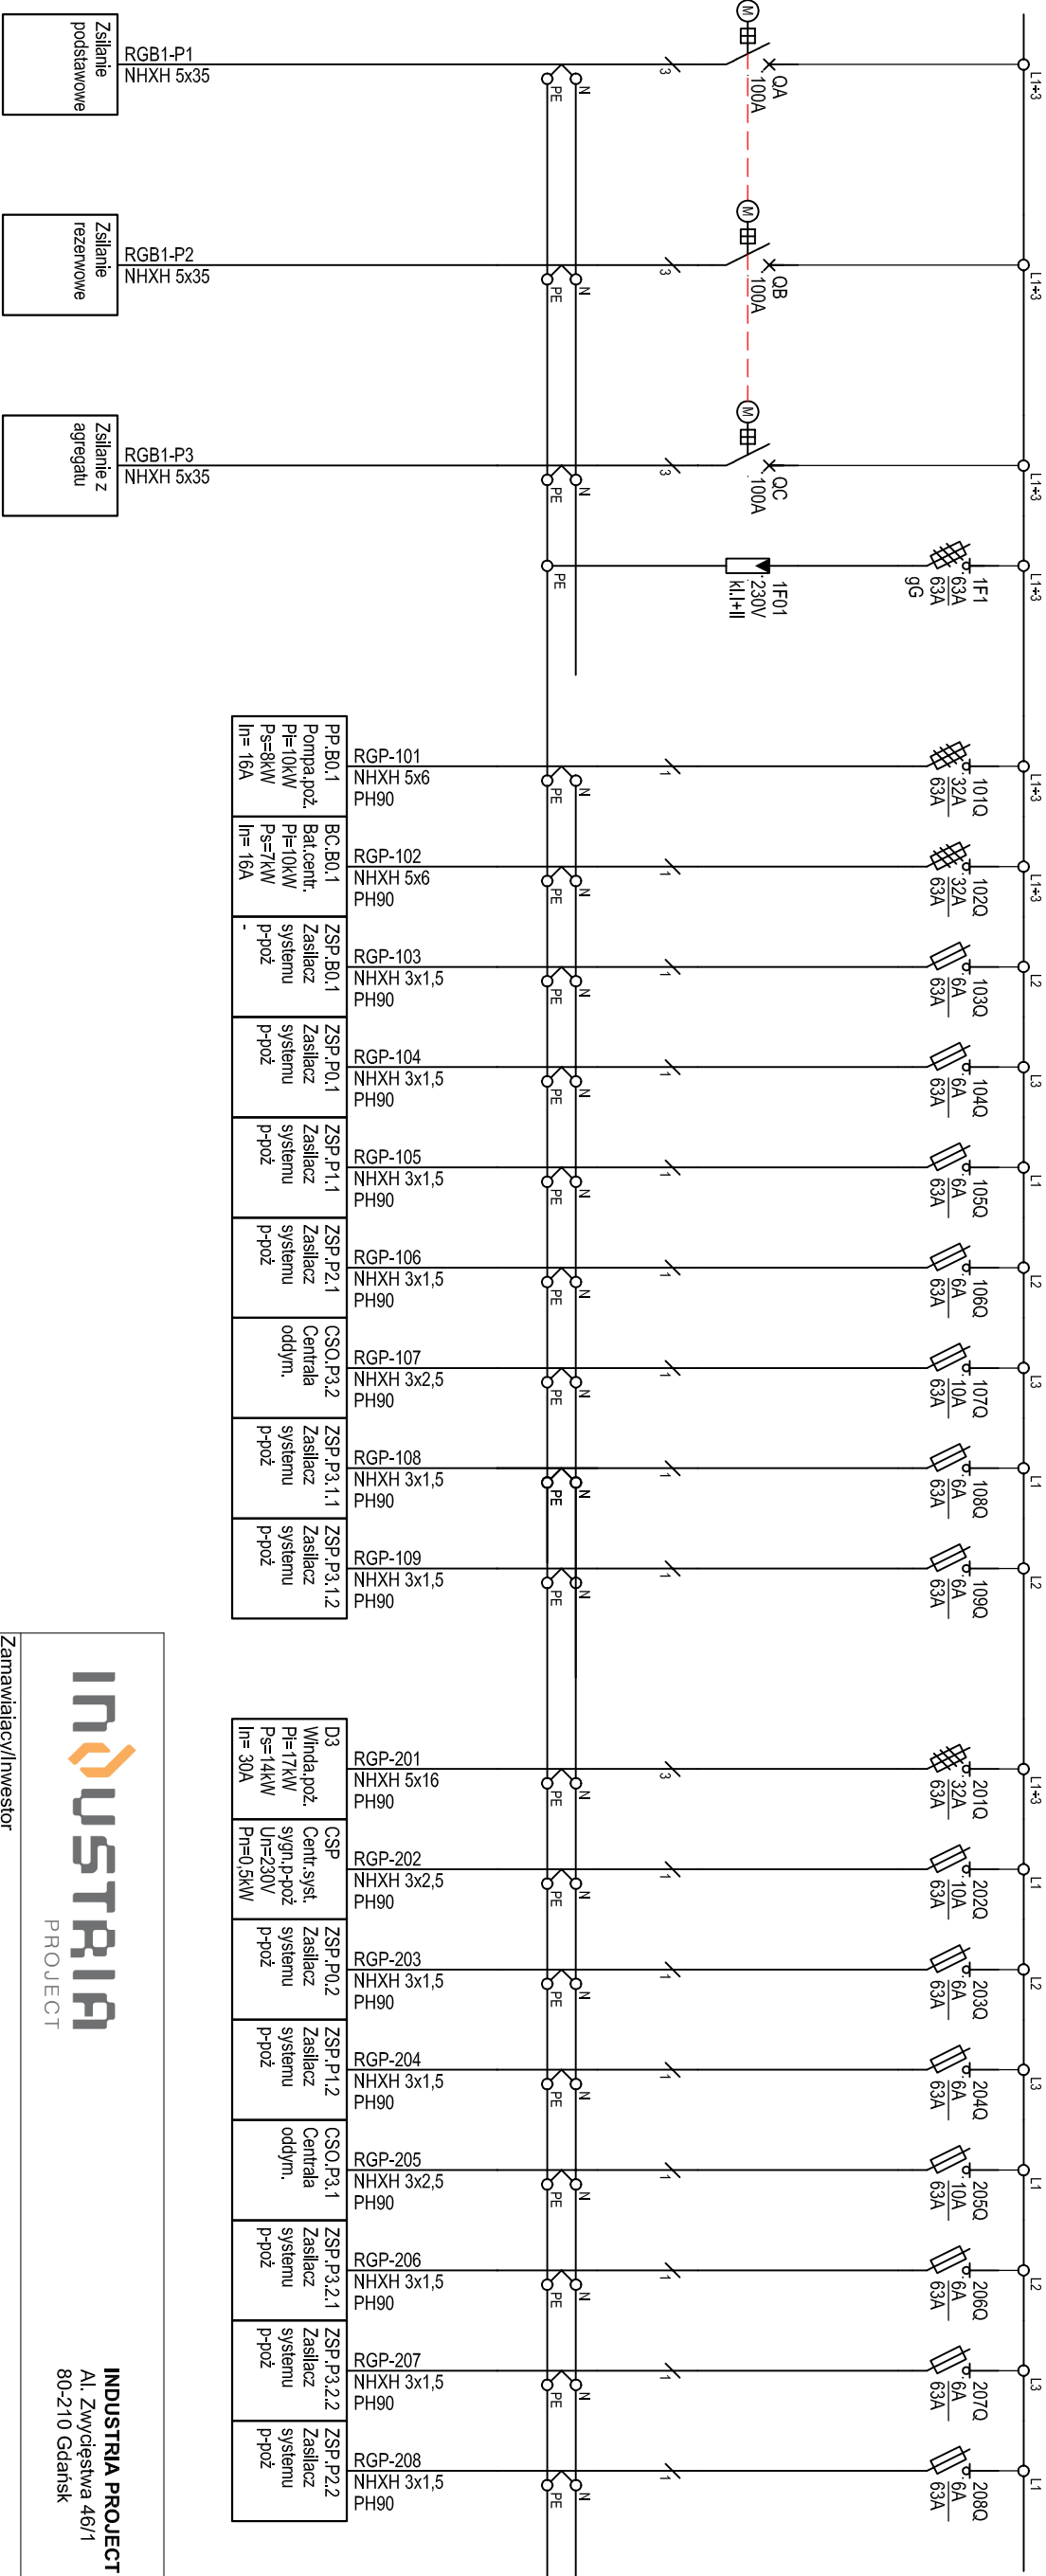 L1+3
QA
100A
3
N
PE
RGB1-P1
NHXH 5x35
Zsilanie
podstawowe
M
L1+3
QB
100A
3
N
PE
RGB1-P2
NHXH 5x35
Zsilanie
rezerwowe
M
L1+3
QC
100A
3
N
PE
RGB1-P3
NHXH 5x35
Zsilanie z
agregatu
M
L1+3
1F1
63A
63A
gG
1F01
230V
kl.I+II
PE
L1+3
101Q
32A
63A
1
N
PE
RGP-101
NHXH 5x6
PH90
PP.B0.1
Pompa.poż.
Pi=10kW
Ps=8kW
In= 16A
L1+3
102Q
32A
63A
1
N
PE
RGP-102
NHXH 5x6
PH90
BC.B0.1
Bat.centr.
Pi=10kW
Ps=7kW
In= 16A
L2
103Q
6A
63A
1
N
PE
RGP-103
NHXH 3x1,5
PH90
ZSP.B0.1
Zasilacz
systemu
p-poż
-
L3
104Q
6A
63A
1
N
PE
RGP-104
NHXH 3x1,5
PH90
ZSP.P0.1
Zasilacz
systemu
p-poż
L1
105Q
6A
63A
1
N
PE
RGP-105
NHXH 3x1,5
PH90
ZSP.P1.1
Zasilacz
systemu
p-poż
L2
106Q
6A
63A
1
N
PE
RGP-106
NHXH 3x1,5
PH90
ZSP.P2.1
Zasilacz
systemu
p-poż
L3
107Q
10A
63A
1
N
PE
RGP-107
NHXH 3x2,5
PH90
CSO.P3.2
Centrala
oddym.
L1
108Q
6A
63A
1
N
PE
RGP-108
NHXH 3x1,5
PH90
ZSP.P3.1.1
Zasilacz
systemu
p-poż
L2
109Q
6A
63A
1
N
PE
RGP-109
NHXH 3x1,5
PH90
ZSP.P3.1.2
Zasilacz
systemu
p-poż
L1+3
201Q
32A
63A
3
N
PE
RGP-201
NHXH 5x16
PH90
D3
Winda.poż.
Pi=17kW
Ps=14kW
In= 30A
L1
202Q
10A
63A
1
N
PE
RGP-202
NHXH 3x2,5
PH90
CSP
Centr.syst.
sygn.p-poż
Un=230V
Pn=0,5kW
L2
203Q
6A
63A
1
N
PE
RGP-203
NHXH 3x1,5
PH90
ZSP.P0.2
Zasilacz
systemu
p-poż
L3
204Q
6A
63A
1
N
PE
RGP-204
NHXH 3x1,5
PH90
ZSP.P1.2
Zasilacz
systemu
p-poż
L1
205Q
10A
63A
1
N
PE
RGP-205
NHXH 3x2,5
PH90
CSO.P3.1
Centrala
oddym.
L2
206Q
6A
63A
1
N
PE
RGP-206
NHXH 3x1,5
PH90
ZSP.P3.2.1
Zasilacz
systemu
p-poż
L3
207Q
6A
63A
1
N
PE
RGP-207
NHXH 3x1,5
PH90
ZSP.P3.2.2
Zasilacz
systemu
p-poż
L1
208Q
6A
63A
1
N
PE
RGP-208
NHXH 3x1,5
PH90
ZSP.P2.2
Zasilacz
systemu
p-poż
INDUSTRIA
PROJECT
INDUSTRIA PROJECT
Al. Zwycięstwa 46/1
80-210 Gdańsk
Zamawiający/Inwestor